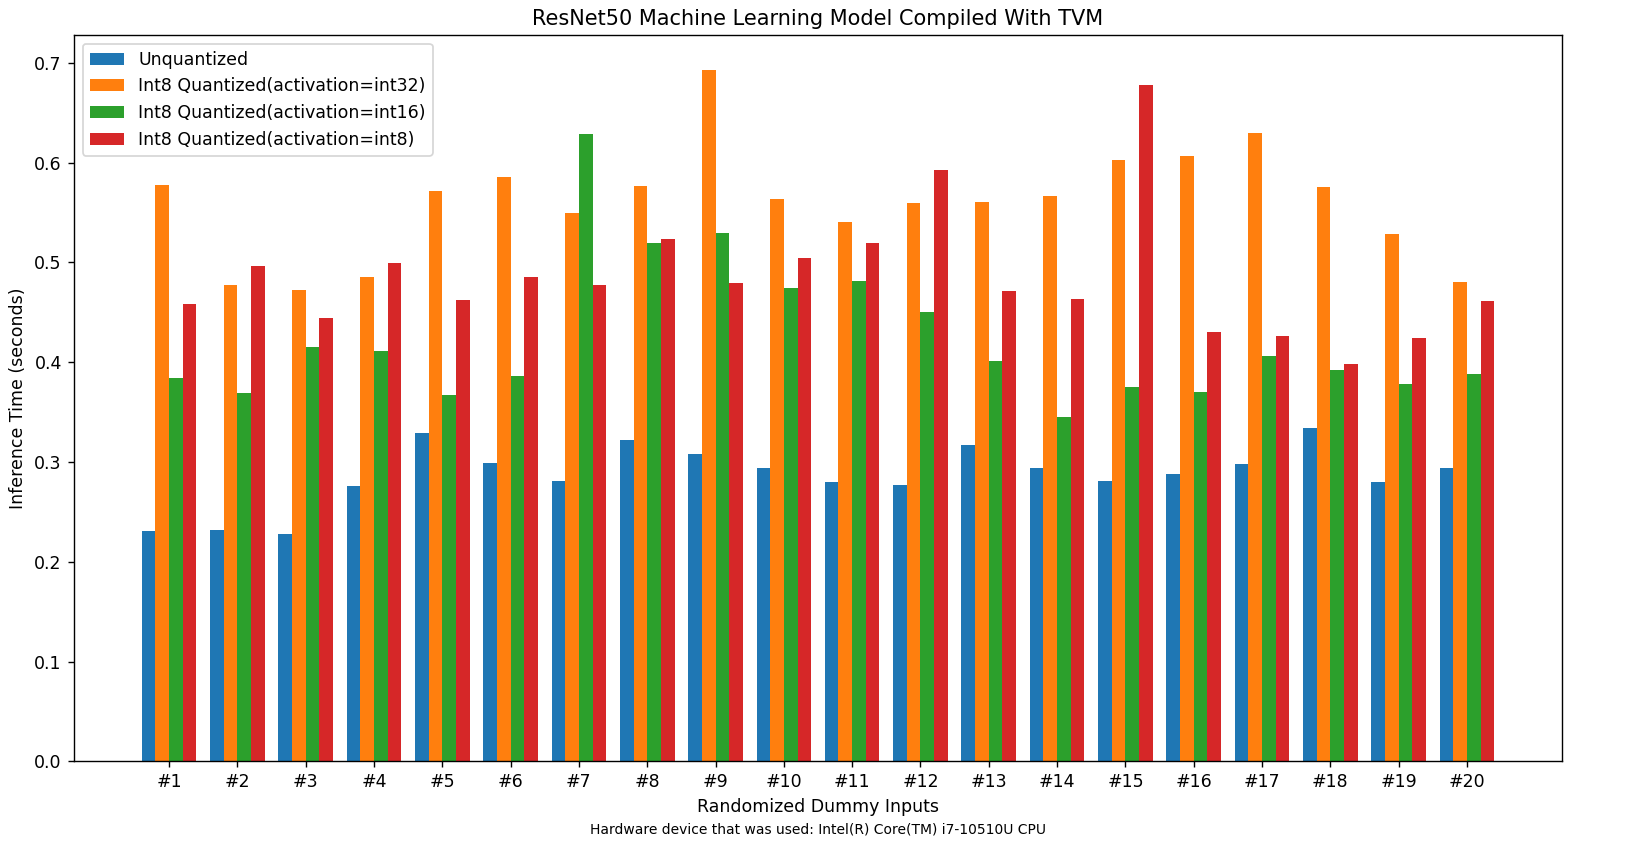 ResNet50 Machine Learning Model Compiled With TVM
Unquantized
Int8 Quantized(activation=int32)
Int8 Quantized(activation=int16)
Int8 Quantized(activation=int8)
Inference Time (seconds)
0.7
0.6
0.5
0.4
0.3
0.2
0.1
0.0
#1 #2 #3 #4 #5 #6 #7 #8 #9 #10 #11 #12 #13 #14 #15 #16 #17 #18 #19 #20
Randomized Dummy Inputs
Hardware device that was used: Intel(R) Core(TM) i7-10510U CPU